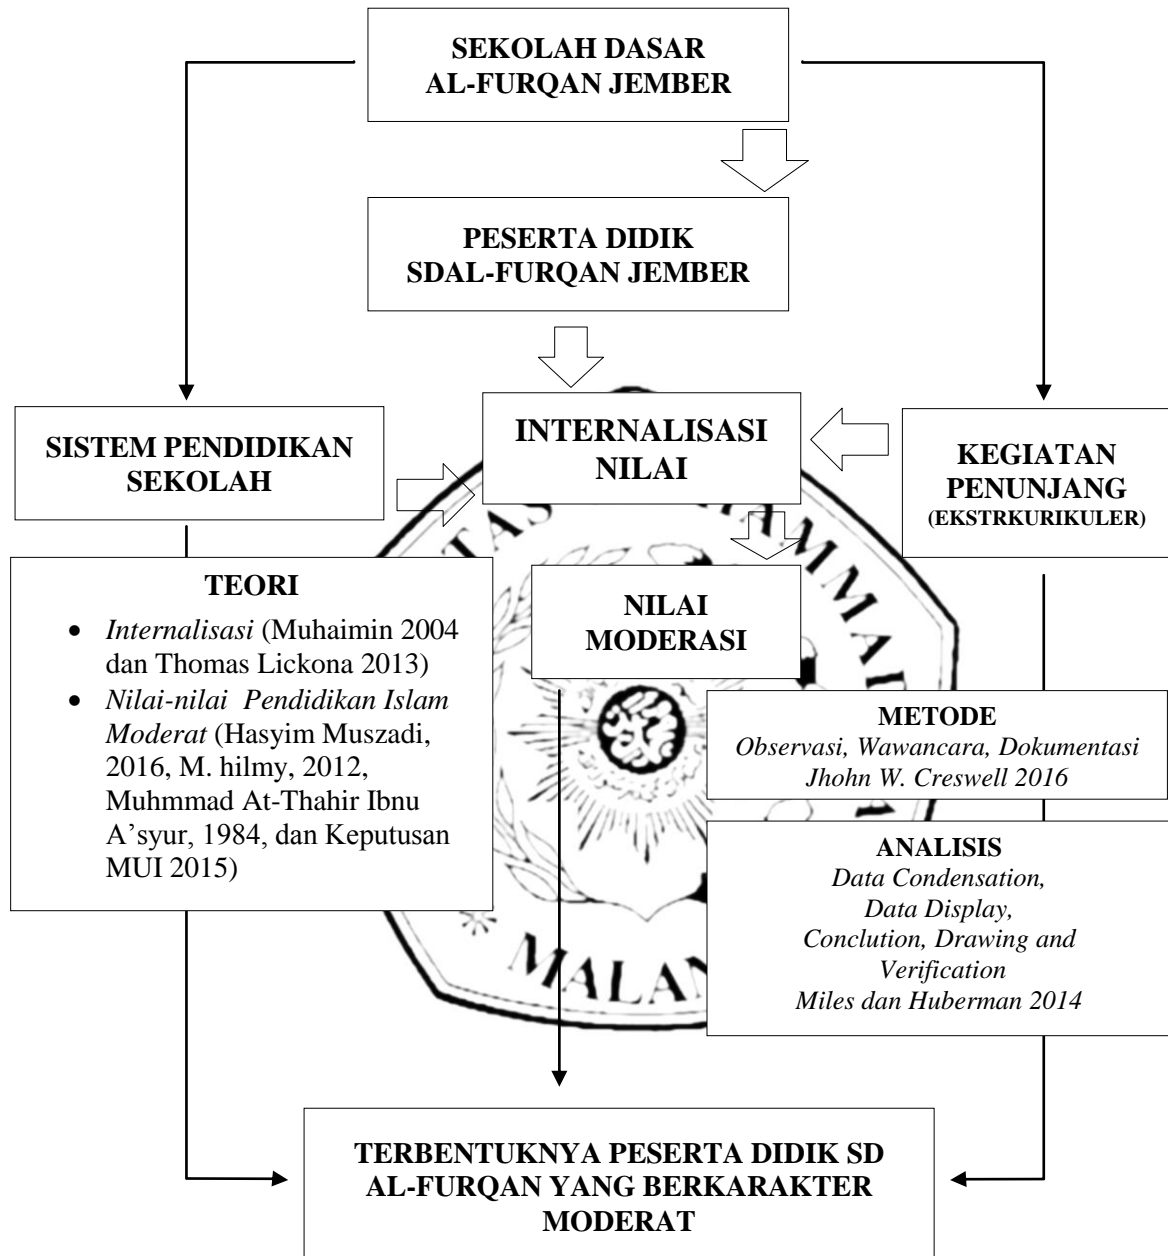 SEKOLAH DASAR
AL-FURQAN JEMBER
PESERTA DIDIK
SDAL-FURQAN JEMBER
SISTEM PENDIDIKAN
SEKOLAH
INTERNALISASI
NILAI
KEGIATAN
PENUNJANG
(EKSTRKURIKULER)
TEORI
• Internalisasi (Muhaimin 2004
dan Thomas Lickona 2013)
• Nilai-nilai Pendidikan Islam
Moderat (Hasyim Muszadi,
2016, M. hilmy, 2012,
Muhmmad At-Thahir Ibnu
A’syur, 1984, dan Keputusan
MUI 2015)
NILAI
MODERASI
METODE
Observasi, Wawancara, Dokumentasi
Jhohn W. Creswell 2016
ANALISIS
Data Condensation,
Data Display,
Conclution, Drawing and
Verification
Miles dan Huberman 2014
MALAN
TERBENTUKNYA PESERTA DIDIK SD
AL-FURQAN YANG BERKARAKTER
MODERAT